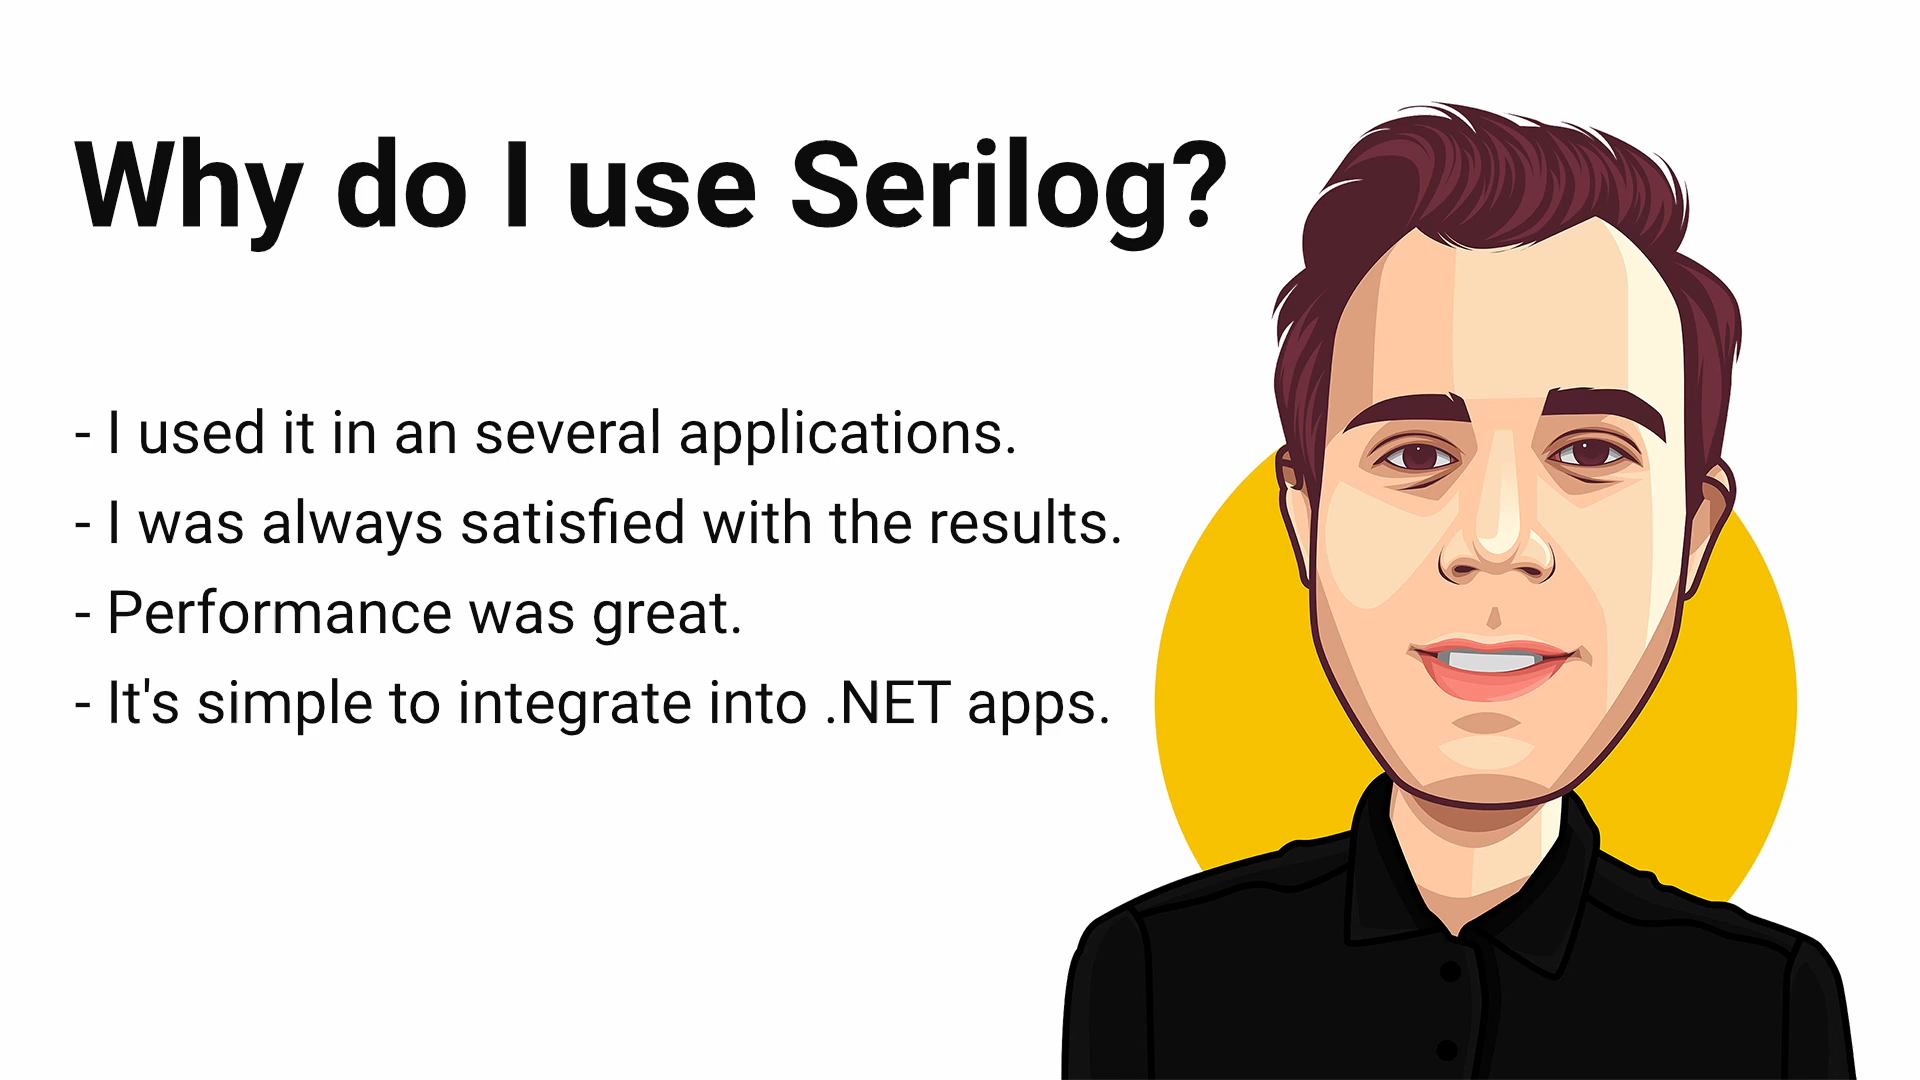 Why do I use Serilog?
- I used it in an several applications.
- I was always satisfied with the results.
- Performance was great.
- It's simple to integrate into .NET apps.